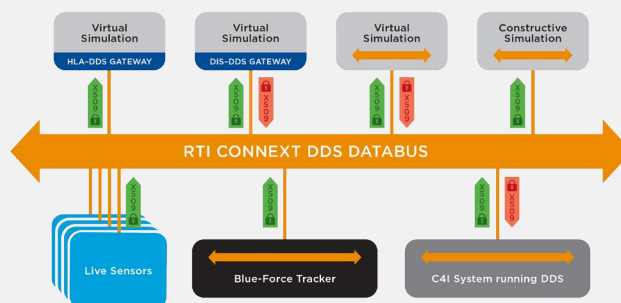 Virtual
Simulation
HLA-DDS GATEWAY
Virtual
Simulation
DIS-DDS GATEWAY
Virtual
Simulation
Constructive
Simulation
X509
X509
X509
X509
X509
X509
RTI CONNEXT DDS DATABUS
X509
X509
X509
X509
Live Sensors
Blue-Force Tracker
C4I System running DDS